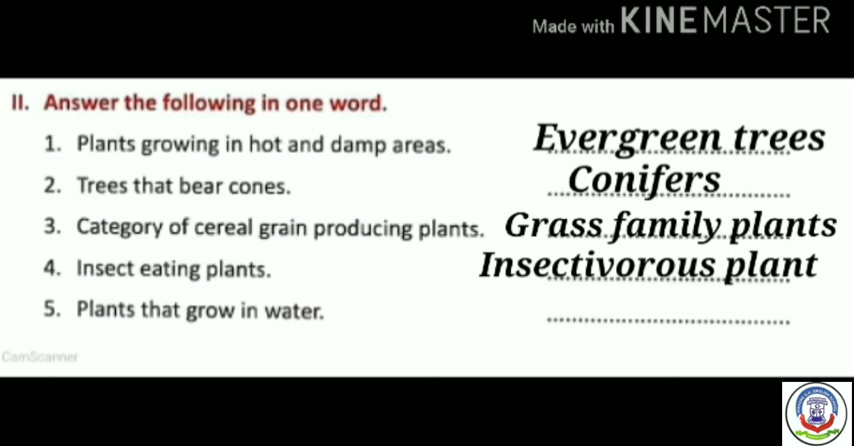 Made with KINEMASTER
II. Answer the following in one word.
1. Plants growing in hot and damp areas. Evergreen trees
2. Trees that bear cones. Conifers
3. Category of cereal grain producing plants. Grass family plants
4. Insect eating plants. Insectivorous plant
5. Plants that grow in water.
CamScanner